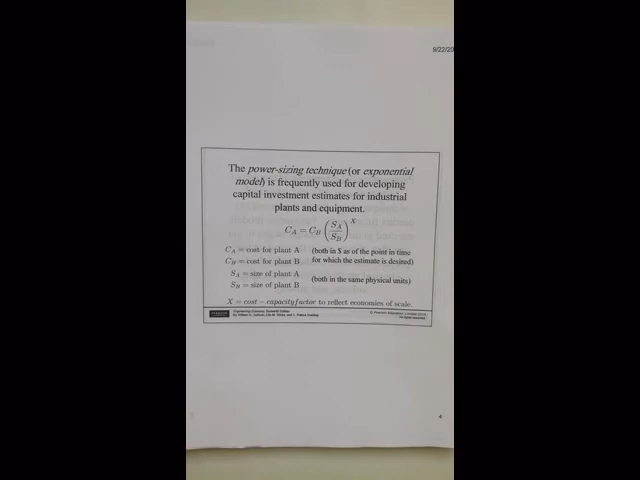 9/22/20
The power-sizing technique (or exponential
model) is frequently used for developing
capital investment estimates for industrial
plants and equipment.
C_A = C_B (S_A/S_B)^X
C_A = cost for plant A (both in $ as of the point in time
C_B = cost for plant B for which the estimate is desired)
S_A = size of plant A
(both in the same physical units)
S_B = size of plant B
X = cost − capacity factor to reflect economies of scale.
4